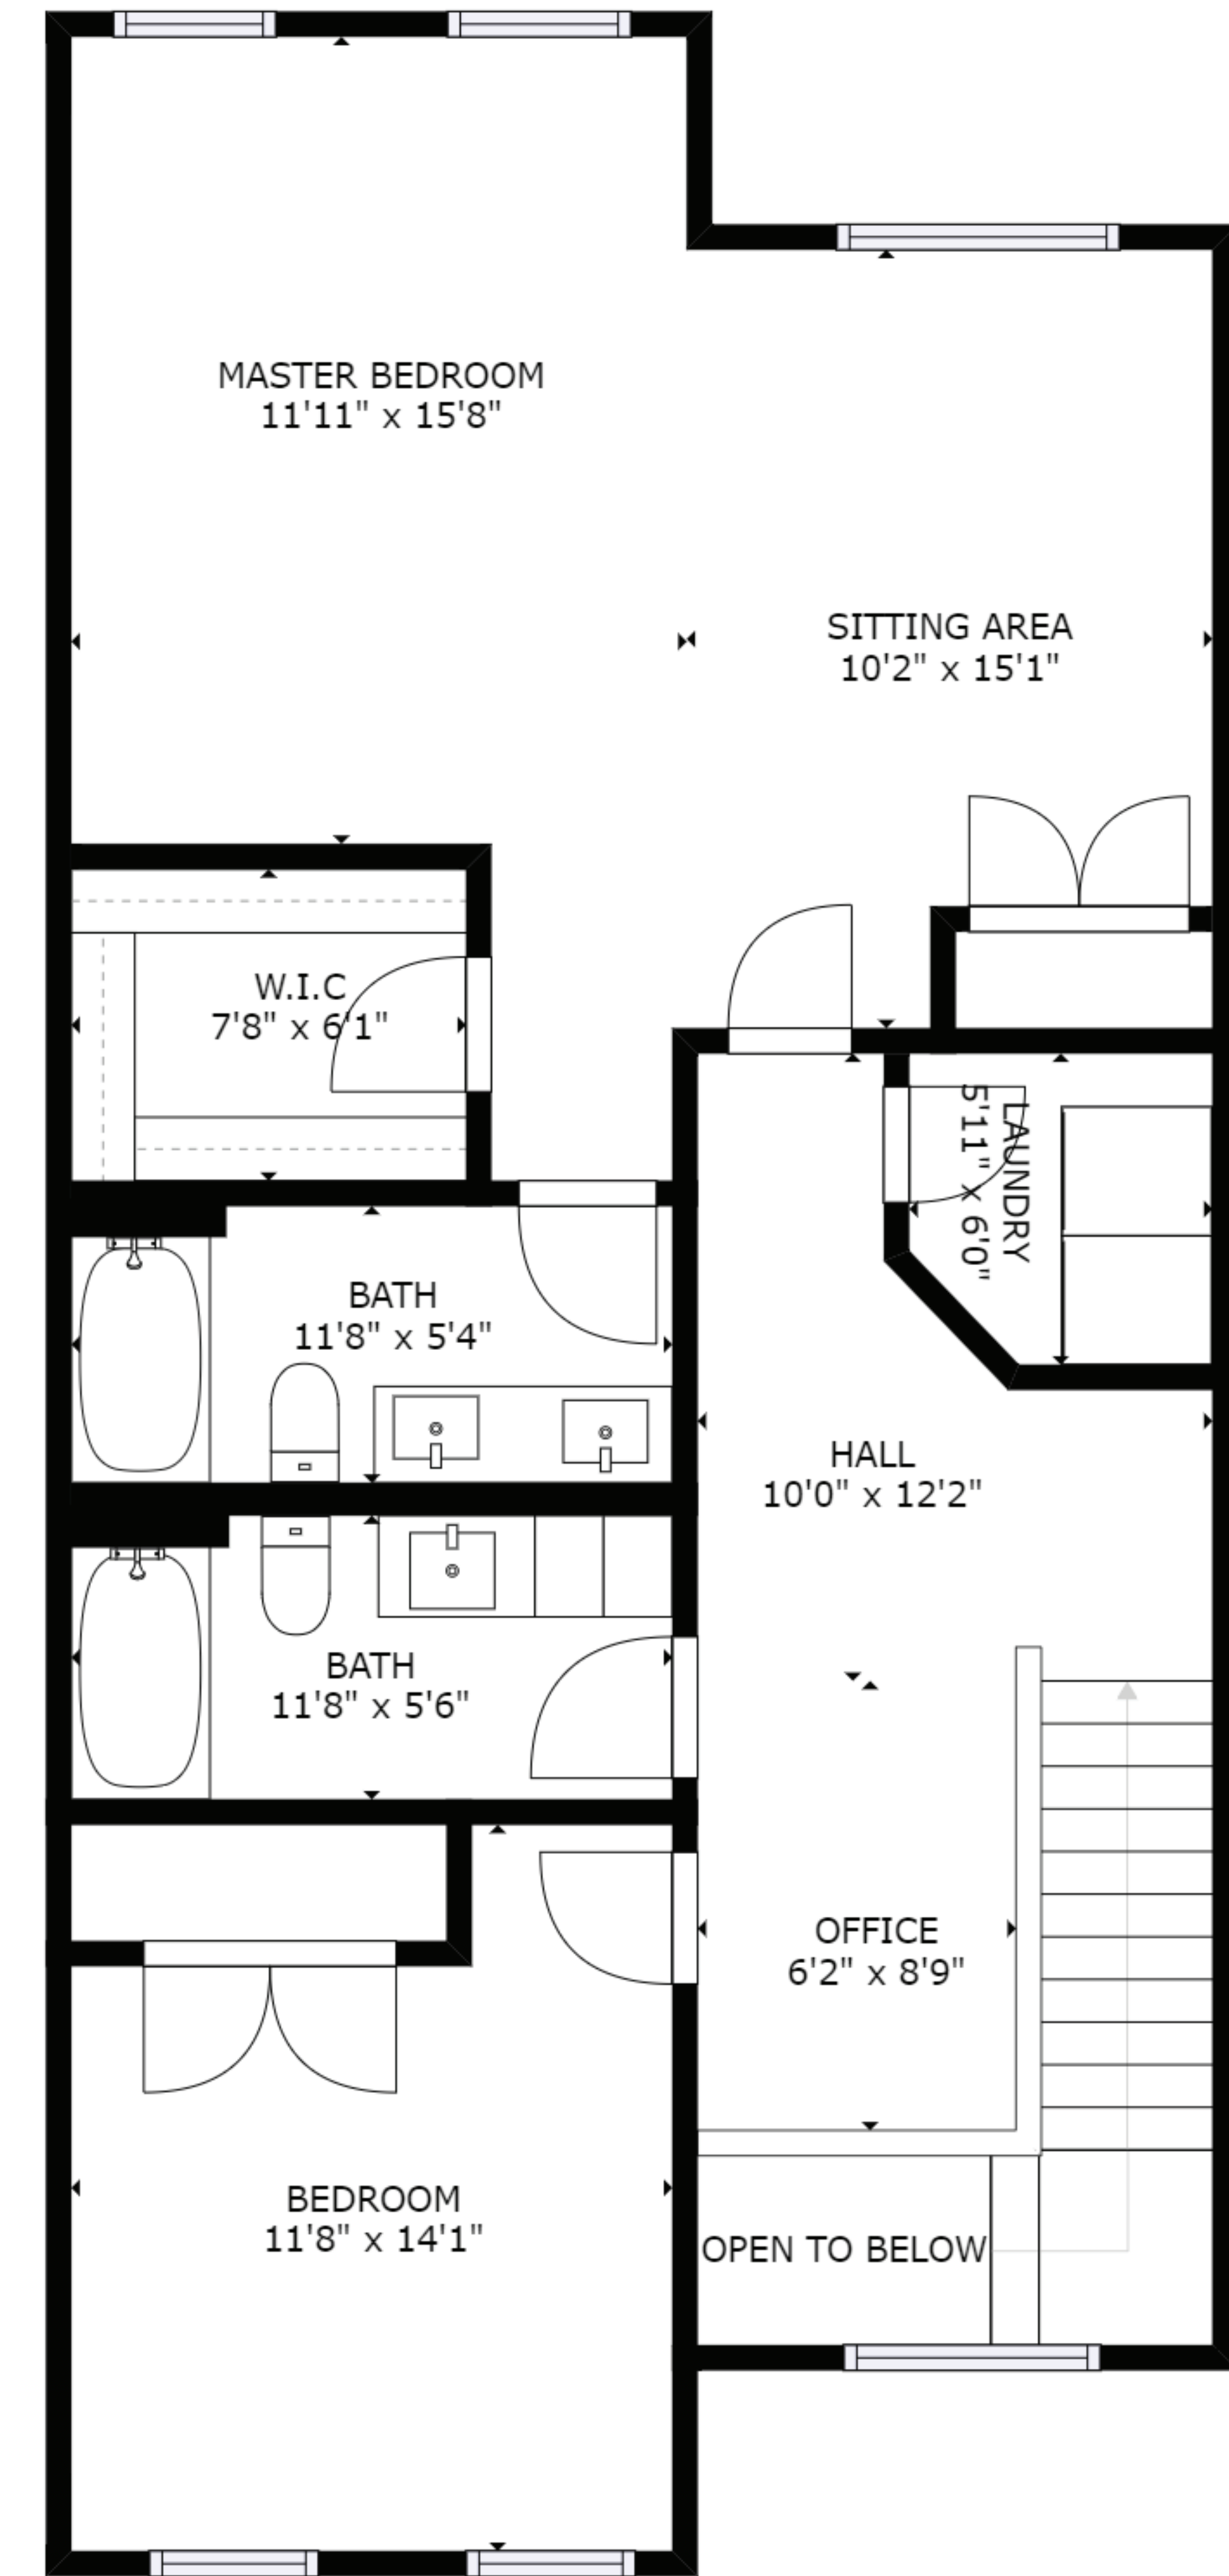 MASTER BEDROOM
11'11" x 15'8"
SITTING AREA
10'2" x 15'1"
W.I.C
7'8" x 6'1"
LAUNDRY
5'11" x 6'0"
BATH
11'8" x 5'4"
HALL
10'0" x 12'2"
BATH
11'8" x 5'6"
OFFICE
6'2" x 8'9"
BEDROOM
11'8" x 14'1"
OPEN TO BELOW